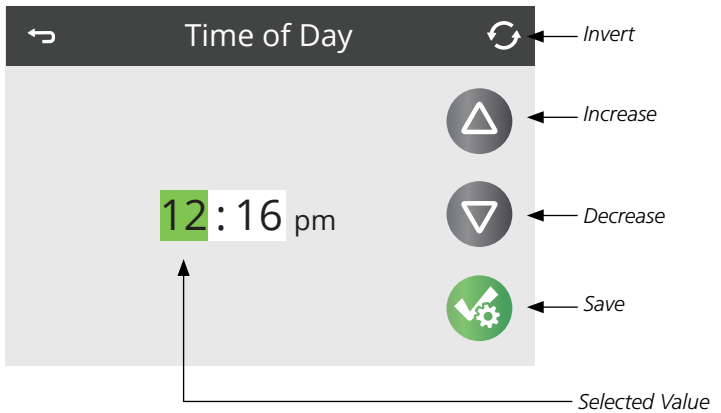 Time of Day
Invert
Increase
12 : 16 pm
Decrease
Save
Selected Value